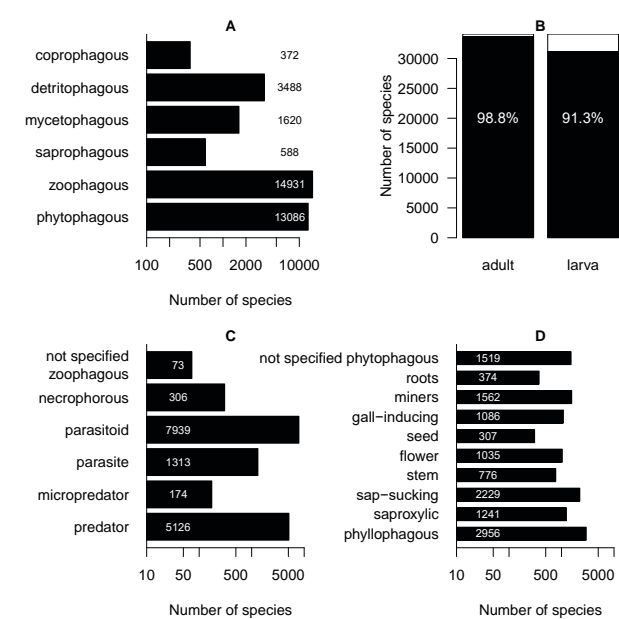 A
coprophagous 372
detritophagous 3488
mycetophagous 1620
saprophagous 588
zoophagous 14931
phytophagous 13086
100 500 2000 10000
Number of species
B
Number of species
30000
25000
20000
15000
10000
5000
0
98.8% 91.3%
adult larva
C
not specified
zoophagous 73
necrophorous 306
parasitoid 7939
parasite 1313
micropredator 174
predator 5126
10 50 500 5000
Number of species
D
not specified phytophagous 1519
roots 374
miners 1562
gall−inducing 1086
seed 307
flower 1035
stem 776
sap−sucking 2229
saproxylic 1241
phyllophagous 2956
10 50 500 5000
Number of species